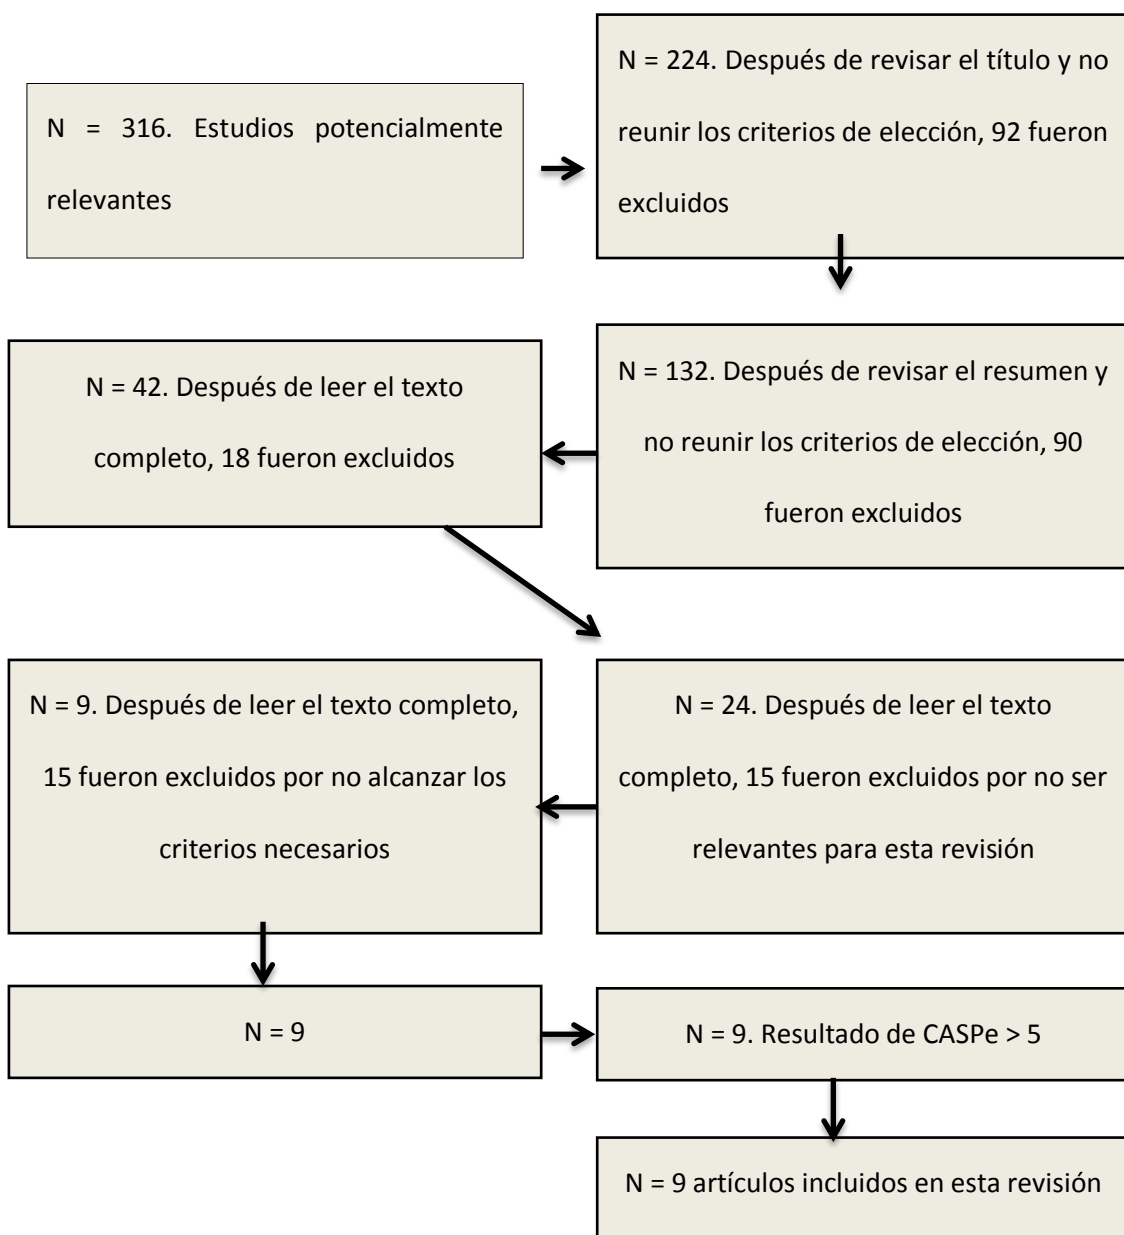 N = 316. Estudios potencialmente
relevantes
N = 224. Después de revisar el título y no
reunir los criterios de elección, 92 fueron
excluidos
N = 132. Después de revisar el resumen y
no reunir los criterios de elección, 90
fueron excluidos
N = 42. Después de leer el texto
completo, 18 fueron excluidos
N = 24. Después de leer el texto
completo, 15 fueron excluidos por no ser
relevantes para esta revisión
N = 9. Después de leer el texto completo,
15 fueron excluidos por no alcanzar los
criterios necesarios
N = 9
N = 9. Resultado de CASPe > 5
N = 9 artículos incluidos en esta revisión